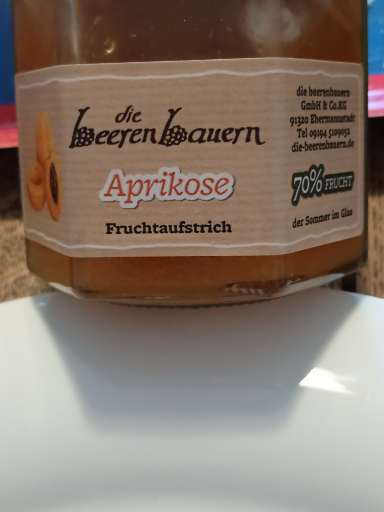 die
beerenbauern
Aprikose
Fruchtaufstrich
die beerenbauern
GmbH & Co.KG
91320 Ebermannstadt
Tel 09194 5109052
die-beerenbauern.de
70% FRUCHT
der Sommer im Glas